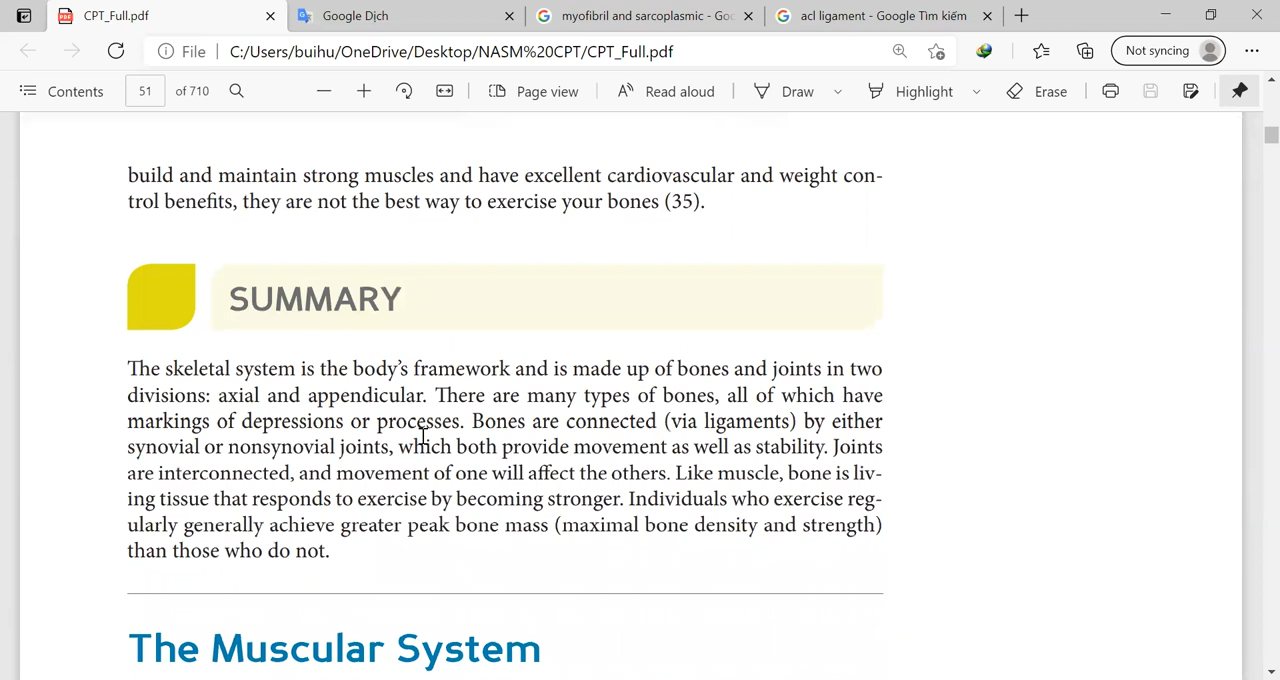 CPT_Full.pdf
Google Dịch
myofibril and sarcoplasmic - Goo
acl ligament - Google Tìm kiếm
File
C:/Users/buihu/OneDrive/Desktop/NASM%20CPT/CPT_Full.pdf
Not syncing
Contents
51 of 710
Page view
Read aloud
Draw
Highlight
Erase
build and maintain strong muscles and have excellent cardiovascular and weight con-
trol benefits, they are not the best way to exercise your bones (35).
SUMMARY
The skeletal system is the body's framework and is made up of bones and joints in two
divisions: axial and appendicular. There are many types of bones, all of which have
markings of depressions or processes. Bones are connected (via ligaments) by either
synovial or nonsynovial joints, which both provide movement as well as stability. Joints
are interconnected, and movement of one will affect the others. Like muscle, bone is liv-
ing tissue that responds to exercise by becoming stronger. Individuals who exercise reg-
ularly generally achieve greater peak bone mass (maximal bone density and strength)
than those who do not.
The Muscular System